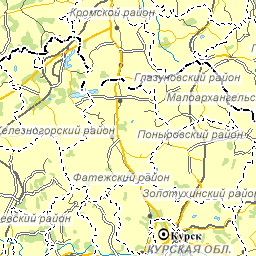 Кромской район
Глазуновский район
Малоархангельс
Железногорский район
Поныровский район
Фатежский район
Золотухинский район
евский район
Курск
КУРСКАЯ ОБЛ.